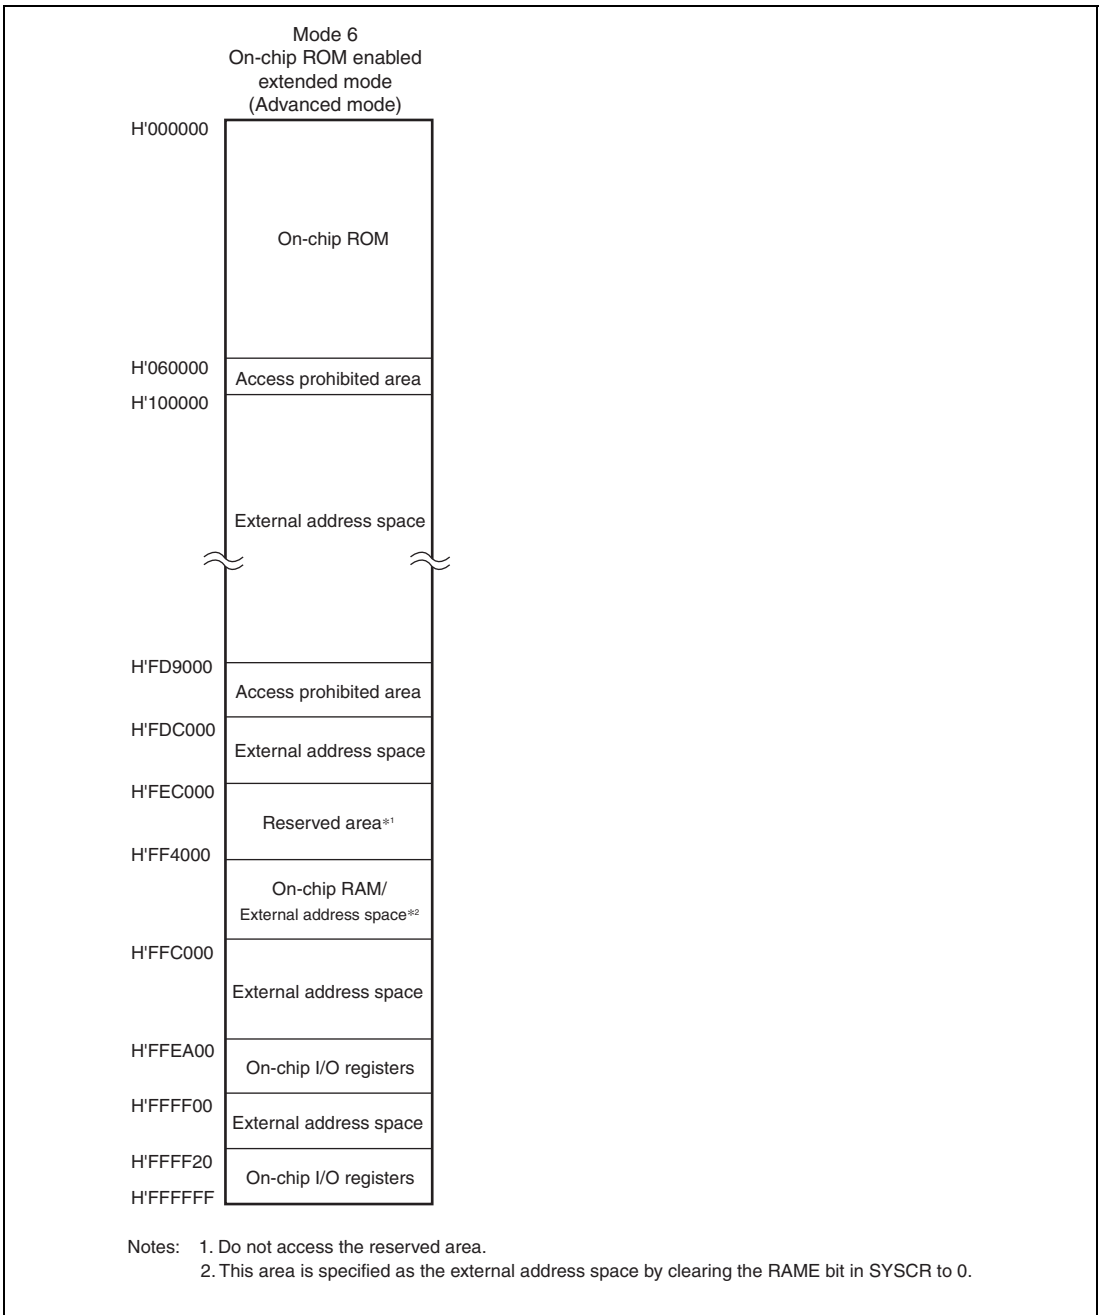 Mode 6
On-chip ROM enabled
extended mode
(Advanced mode)
H'000000
On-chip ROM
H'060000
Access prohibited area
H'100000
External address space
H'FD9000
Access prohibited area
H'FDC000
External address space
H'FEC000
Reserved area*1
H'FF4000
On-chip RAM/
External address space*2
H'FFC000
External address space
H'FFEA00
On-chip I/O registers
H'FFFF00
External address space
H'FFFF20
On-chip I/O registers
H'FFFFFF
Notes: 1. Do not access the reserved area.
2. This area is specified as the external address space by clearing the RAME bit in SYSCR to 0.